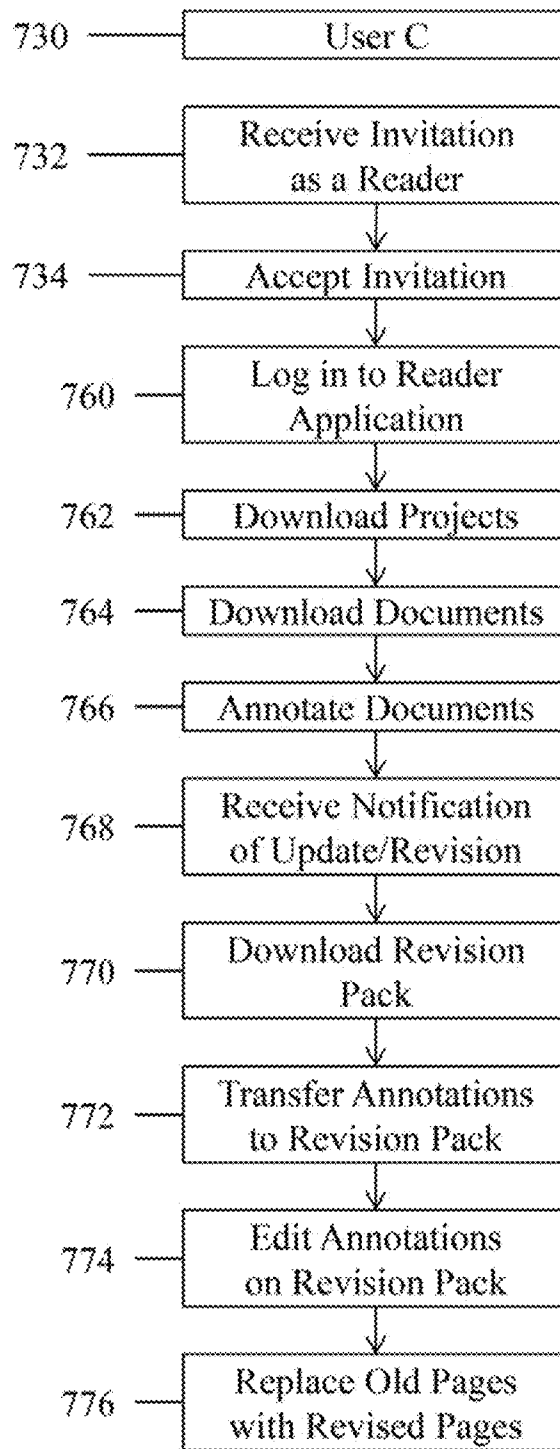 730 User C
732 Receive Invitation
as a Reader
734 Accept Invitation
760 Log in to Reader
Application
762 Download Projects
764 Download Documents
766 Annotate Documents
768 Receive Notification
of Update/Revision
770 Download Revision
Pack
772 Transfer Annotations
to Revision Pack
774 Edit Annotations
on Revision Pack
776 Replace Old Pages
with Revised Pages